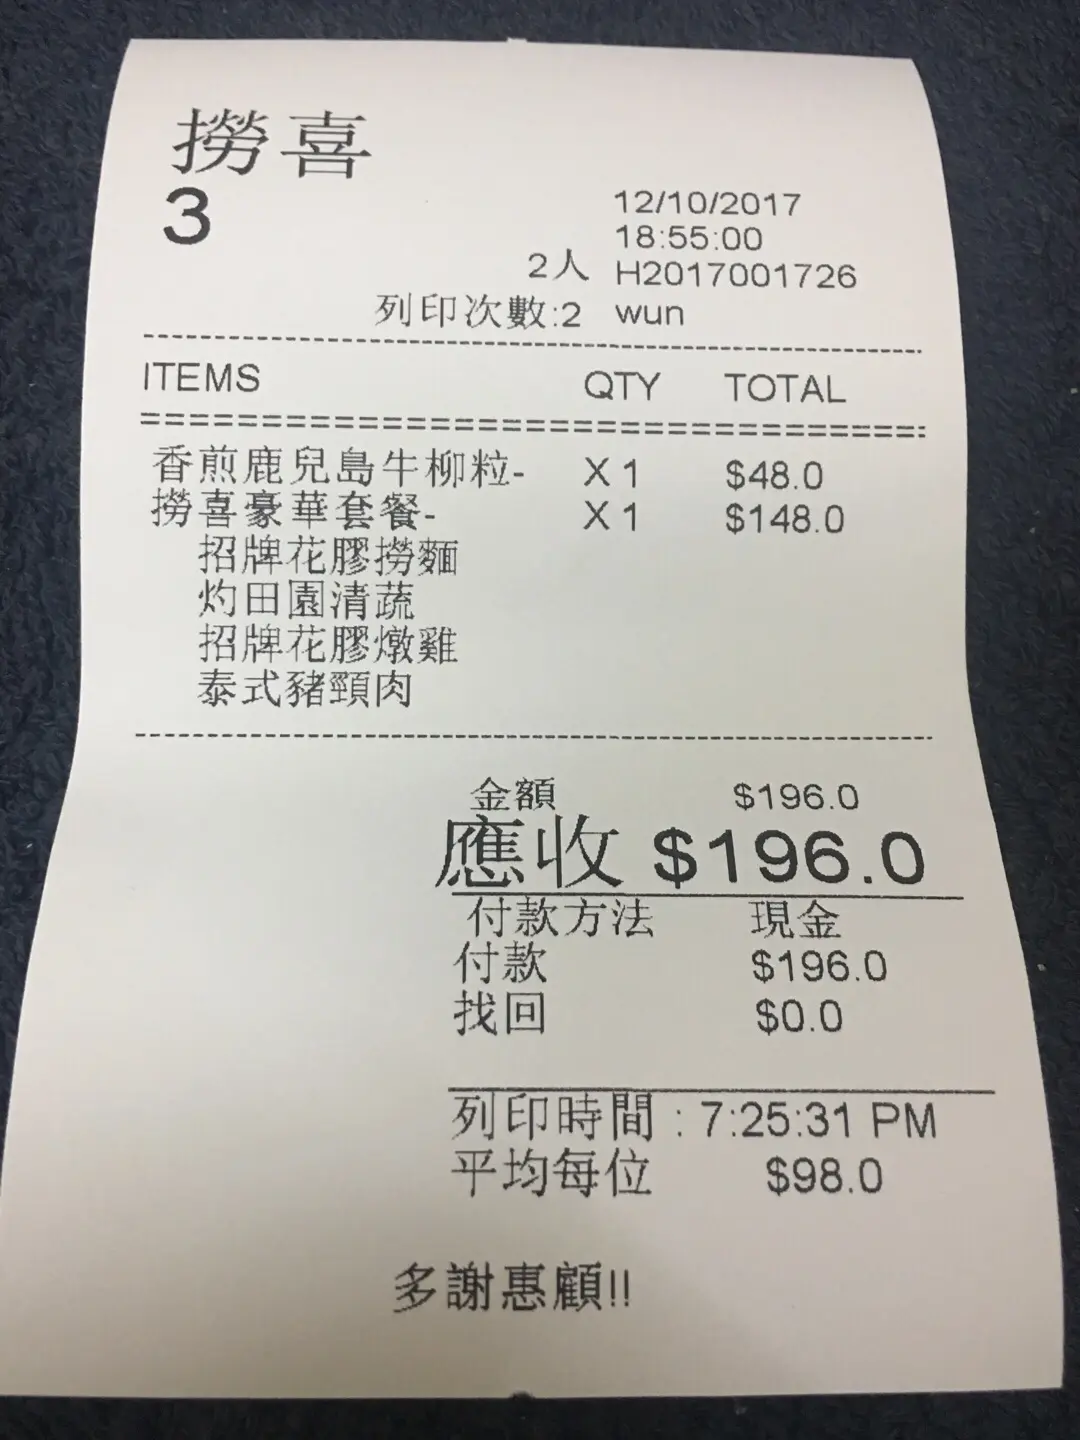 撈喜
3
12/10/2017
18:55:00
2人 H2017001726
列印次數:2 wun
ITEMS QTY TOTAL
香煎鹿兒島牛柳粒- X 1 $48.0
撈喜豪華套餐- X 1 $148.0
招牌花膠撈麵
灼田園清蔬
招牌花膠燉雞
泰式豬頸肉
金額 $196.0
應收 $196.0
付款方法 現金
付款 $196.0
找回 $0.0
列印時間 : 7:25:31 PM
平均每位 $98.0
多謝惠顧!!